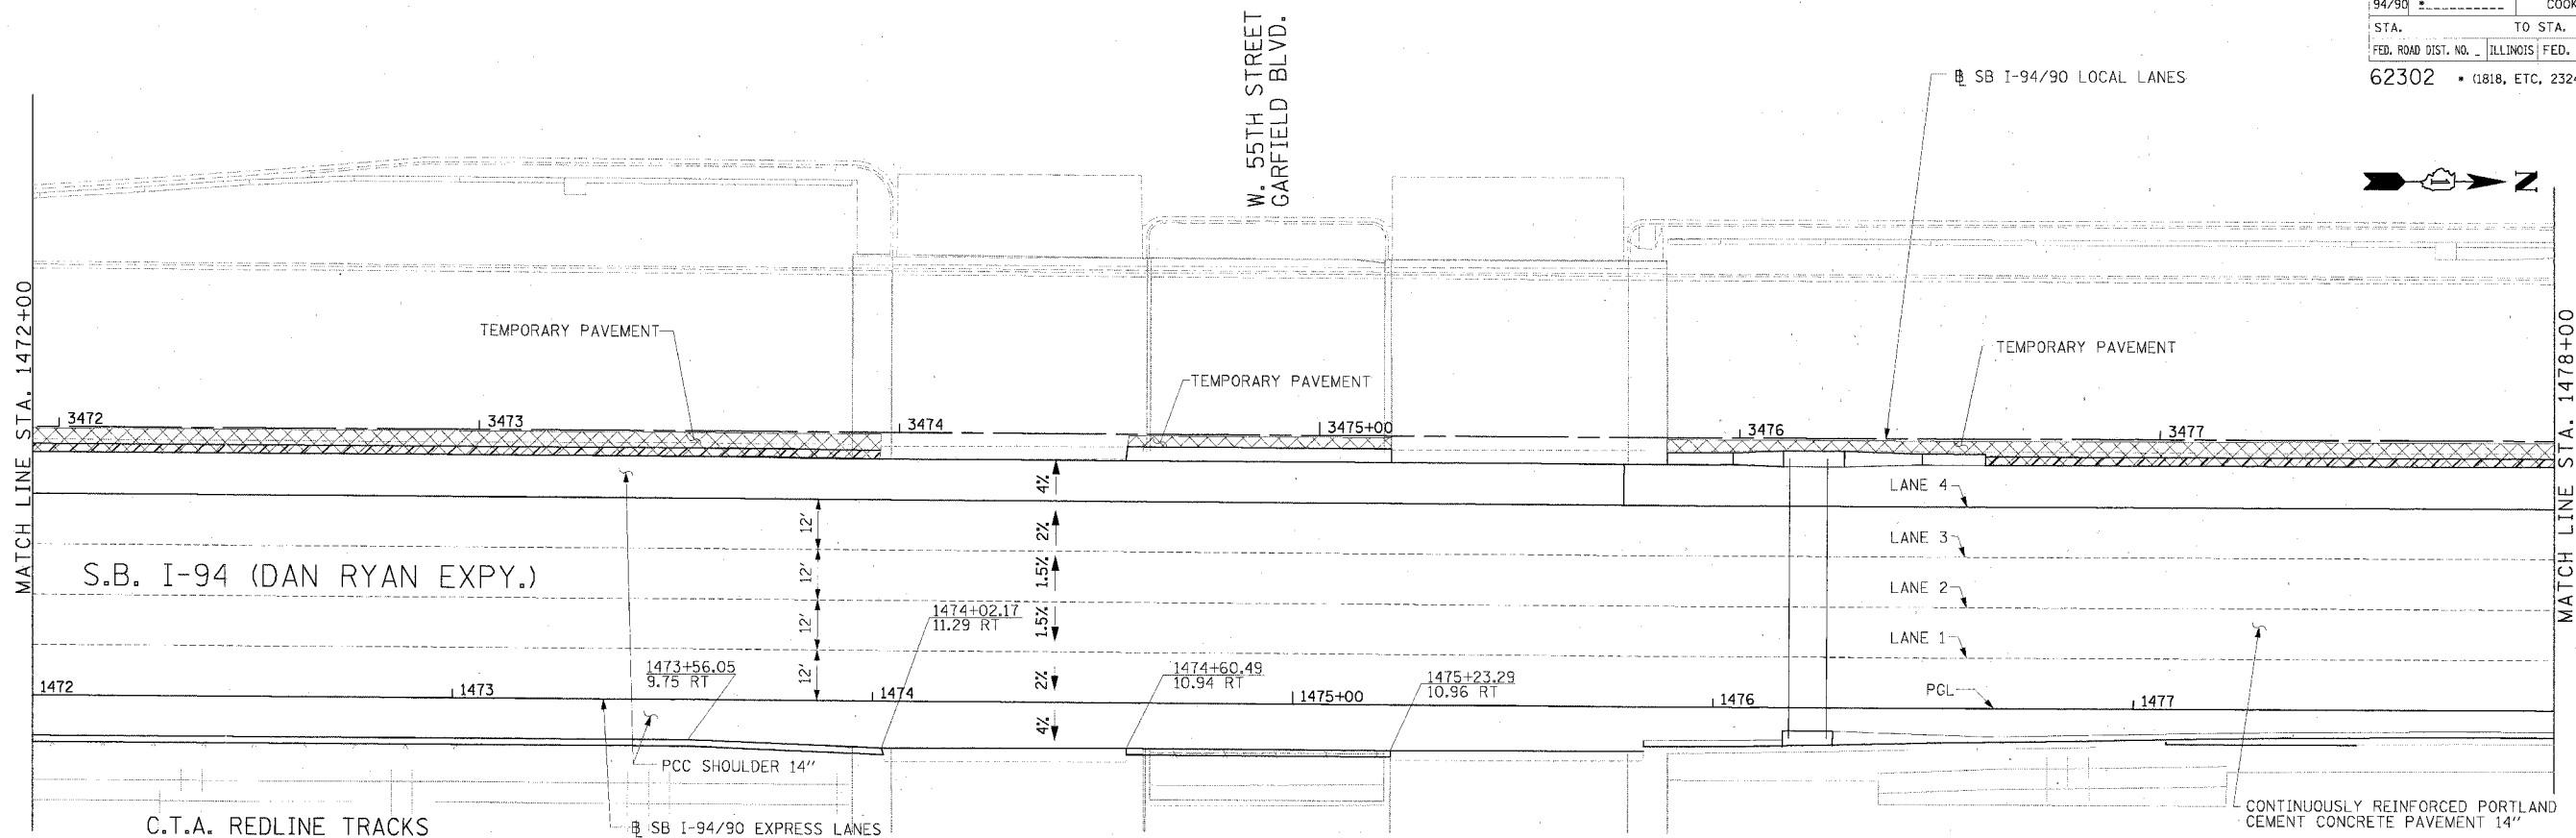 94/90 * COOK
STA. TO STA.
FED. ROAD DIST. NO. _ ILLINOIS FED.
62302 * (1818, ETC, 2324
W. 55TH STREET
GARFIELD BLVD.
℄ SB I-94/90 LOCAL LANES
N
MATCH LINE STA. 1472+00
MATCH LINE STA. 1478+00
TEMPORARY PAVEMENT
TEMPORARY PAVEMENT
TEMPORARY PAVEMENT
3472
3473
3474
3475+00
3476
3477
4%
2%
1.5%
1.5%
2%
4%
12'
12'
12'
12'
LANE 4
LANE 3
LANE 2
LANE 1
PGL
S.B. I-94 (DAN RYAN EXPY.)
1474+02.17
11.29 RT
1473+56.05
9.75 RT
1474+60.49
10.94 RT
1475+23.29
10.96 RT
1472
1473
1474
1475+00
1476
1477
PCC SHOULDER 14"
C.T.A. REDLINE TRACKS
℄ SB I-94/90 EXPRESS LANES
CONTINUOUSLY REINFORCED PORTLAND
CEMENT CONCRETE PAVEMENT 14"